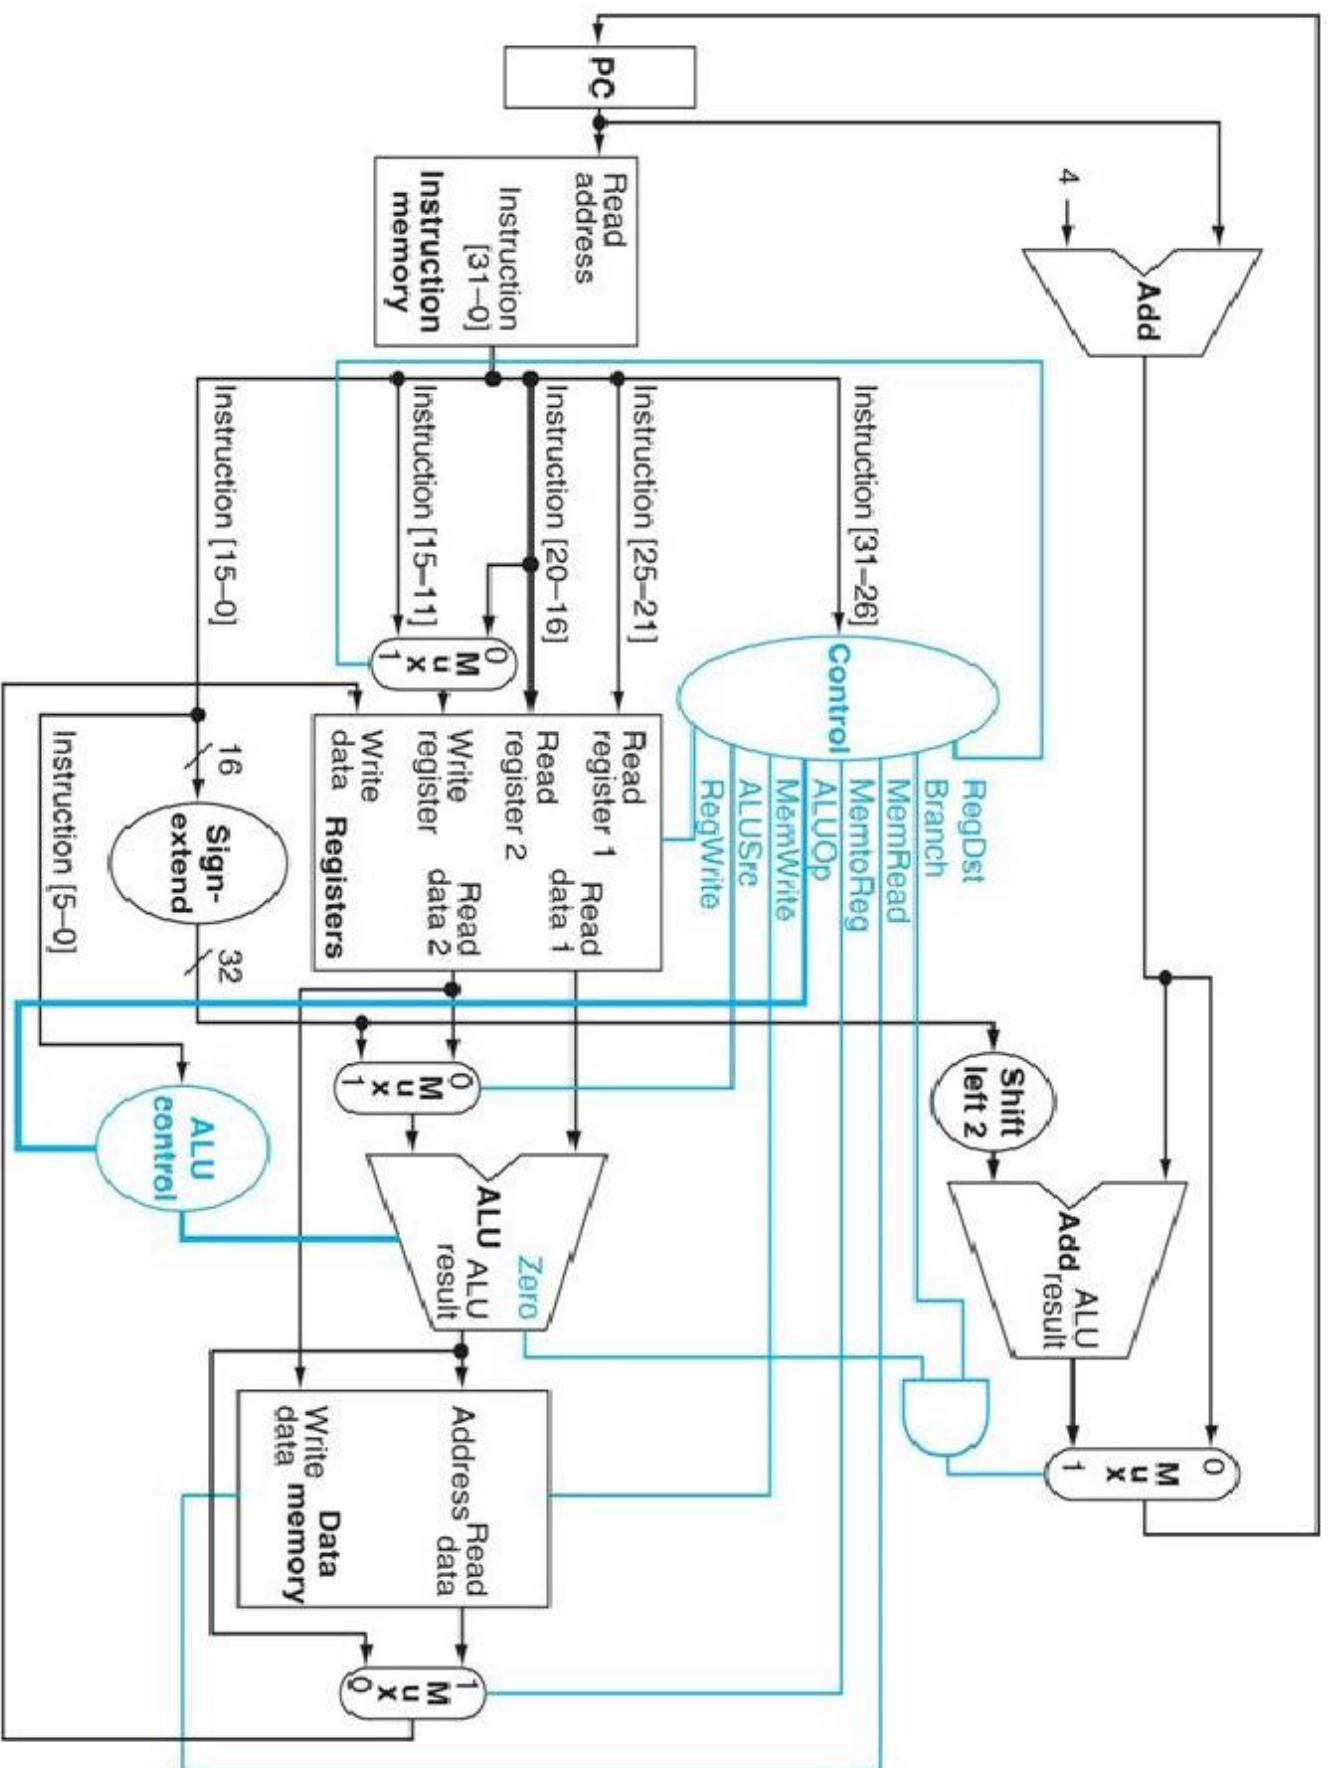 PC
4
Add
Read
address
Instruction
[31–0]
Instruction
memory
Instruction [31–26]
Instruction [25–21]
Instruction [20–16]
Instruction [15–11]
Instruction [15–0]
Instruction [5–0]
0
M
u
x
1
Control
RegDst
Branch
MemRead
MemtoReg
ALUOp
MemWrite
ALUSrc
RegWrite
Read
register 1
Read
register 2
Write
register
Write
data
Read
data 1
Read
data 2
Registers
16
Sign-
extend
32
0
M
u
x
1
Shift
left 2
ALU
control
Add
ALU
result
Zero
ALU
ALU
result
0
M
u
x
1
Address
Write
data
Read
data
Data
memory
1
M
u
x
0